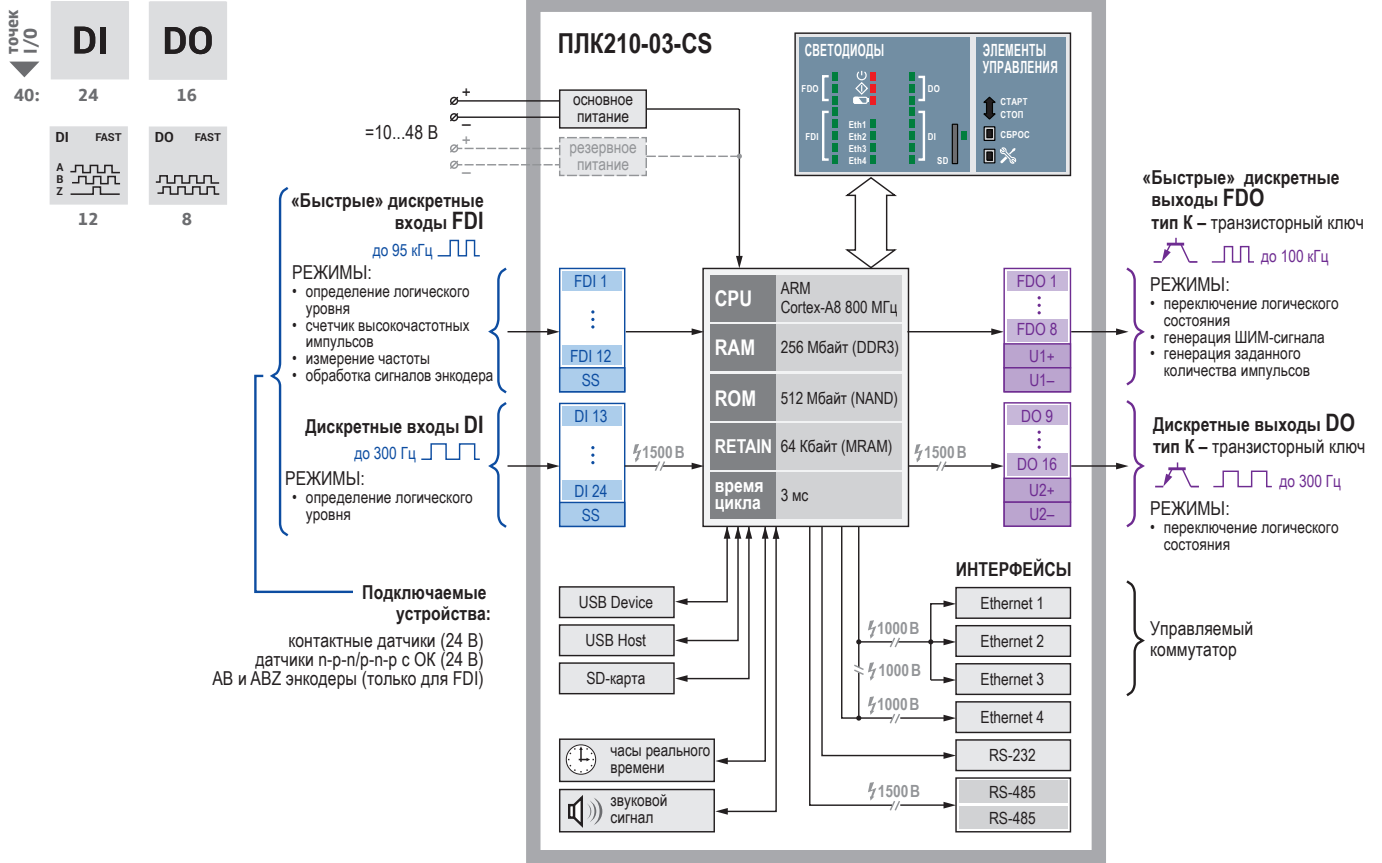 точек
I/O
DI
DO
40:
24
16
DI FAST
A
B
Z
DO FAST
12
8
ПЛК210-03-CS
=10...48 В
+
–
+
–
основное
питание
резервное
питание
СВЕТОДИОДЫ
FDO
DO
FDI
Eth1
Eth2
Eth3
Eth4
DI
SD
ЭЛЕМЕНТЫ
УПРАВЛЕНИЯ
СТАРТ
СТОП
СБРОС
«Быстрые» дискретные
входы FDI
до 95 кГц
РЕЖИМЫ:
• определение логического
уровня
• счетчик высокочастотных
импульсов
• измерение частоты
• обработка сигналов энкодера
Дискретные входы DI
до 300 Гц
РЕЖИМЫ:
• определение логического
уровня
Подключаемые
устройства:
контактные датчики (24 В)
датчики n-p-n/p-n-p с ОК (24 В)
AB и ABZ энкодеры (только для FDI)
FDI 1
FDI 12
SS
DI 13
DI 24
SS
1500 В
CPU
ARM
Cortex-A8 800 МГц
RAM
256 Мбайт (DDR3)
ROM
512 Мбайт (NAND)
RETAIN
64 Кбайт (MRAM)
время
цикла
3 мс
1500 В
FDO 1
FDO 8
U1+
U1–
DO 9
DO 16
U2+
U2–
«Быстрые» дискретные
выходы FDO
тип К – транзисторный ключ
до 100 кГц
РЕЖИМЫ:
• переключение логического
состояния
• генерация ШИМ-сигнала
• генерация заданного
количества импульсов
Дискретные выходы DO
тип К – транзисторный ключ
до 300 Гц
РЕЖИМЫ:
• переключение логического
состояния
USB Device
USB Host
SD-карта
часы реального
времени
звуковой
сигнал
ИНТЕРФЕЙСЫ
Ethernet 1
1000 В
Ethernet 2
1000 В
Ethernet 3
1000 В
Ethernet 4
RS-232
1500 В
RS-485
RS-485
Управляемый
коммутатор